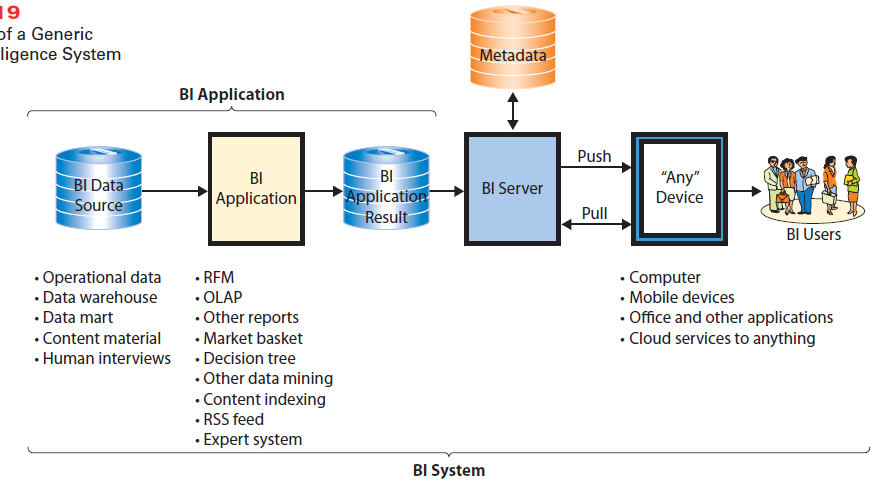 19
of a Generic
lligence System
Metadata
BI Application
BI Data
Source
BI
Application
BI
Application
Result
BI Server
Push
Pull
“Any”
Device
BI Users
• Operational data
• Data warehouse
• Data mart
• Content material
• Human interviews
• RFM
• OLAP
• Other reports
• Market basket
• Decision tree
• Other data mining
• Content indexing
• RSS feed
• Expert system
• Computer
• Mobile devices
• Office and other applications
• Cloud services to anything
BI System